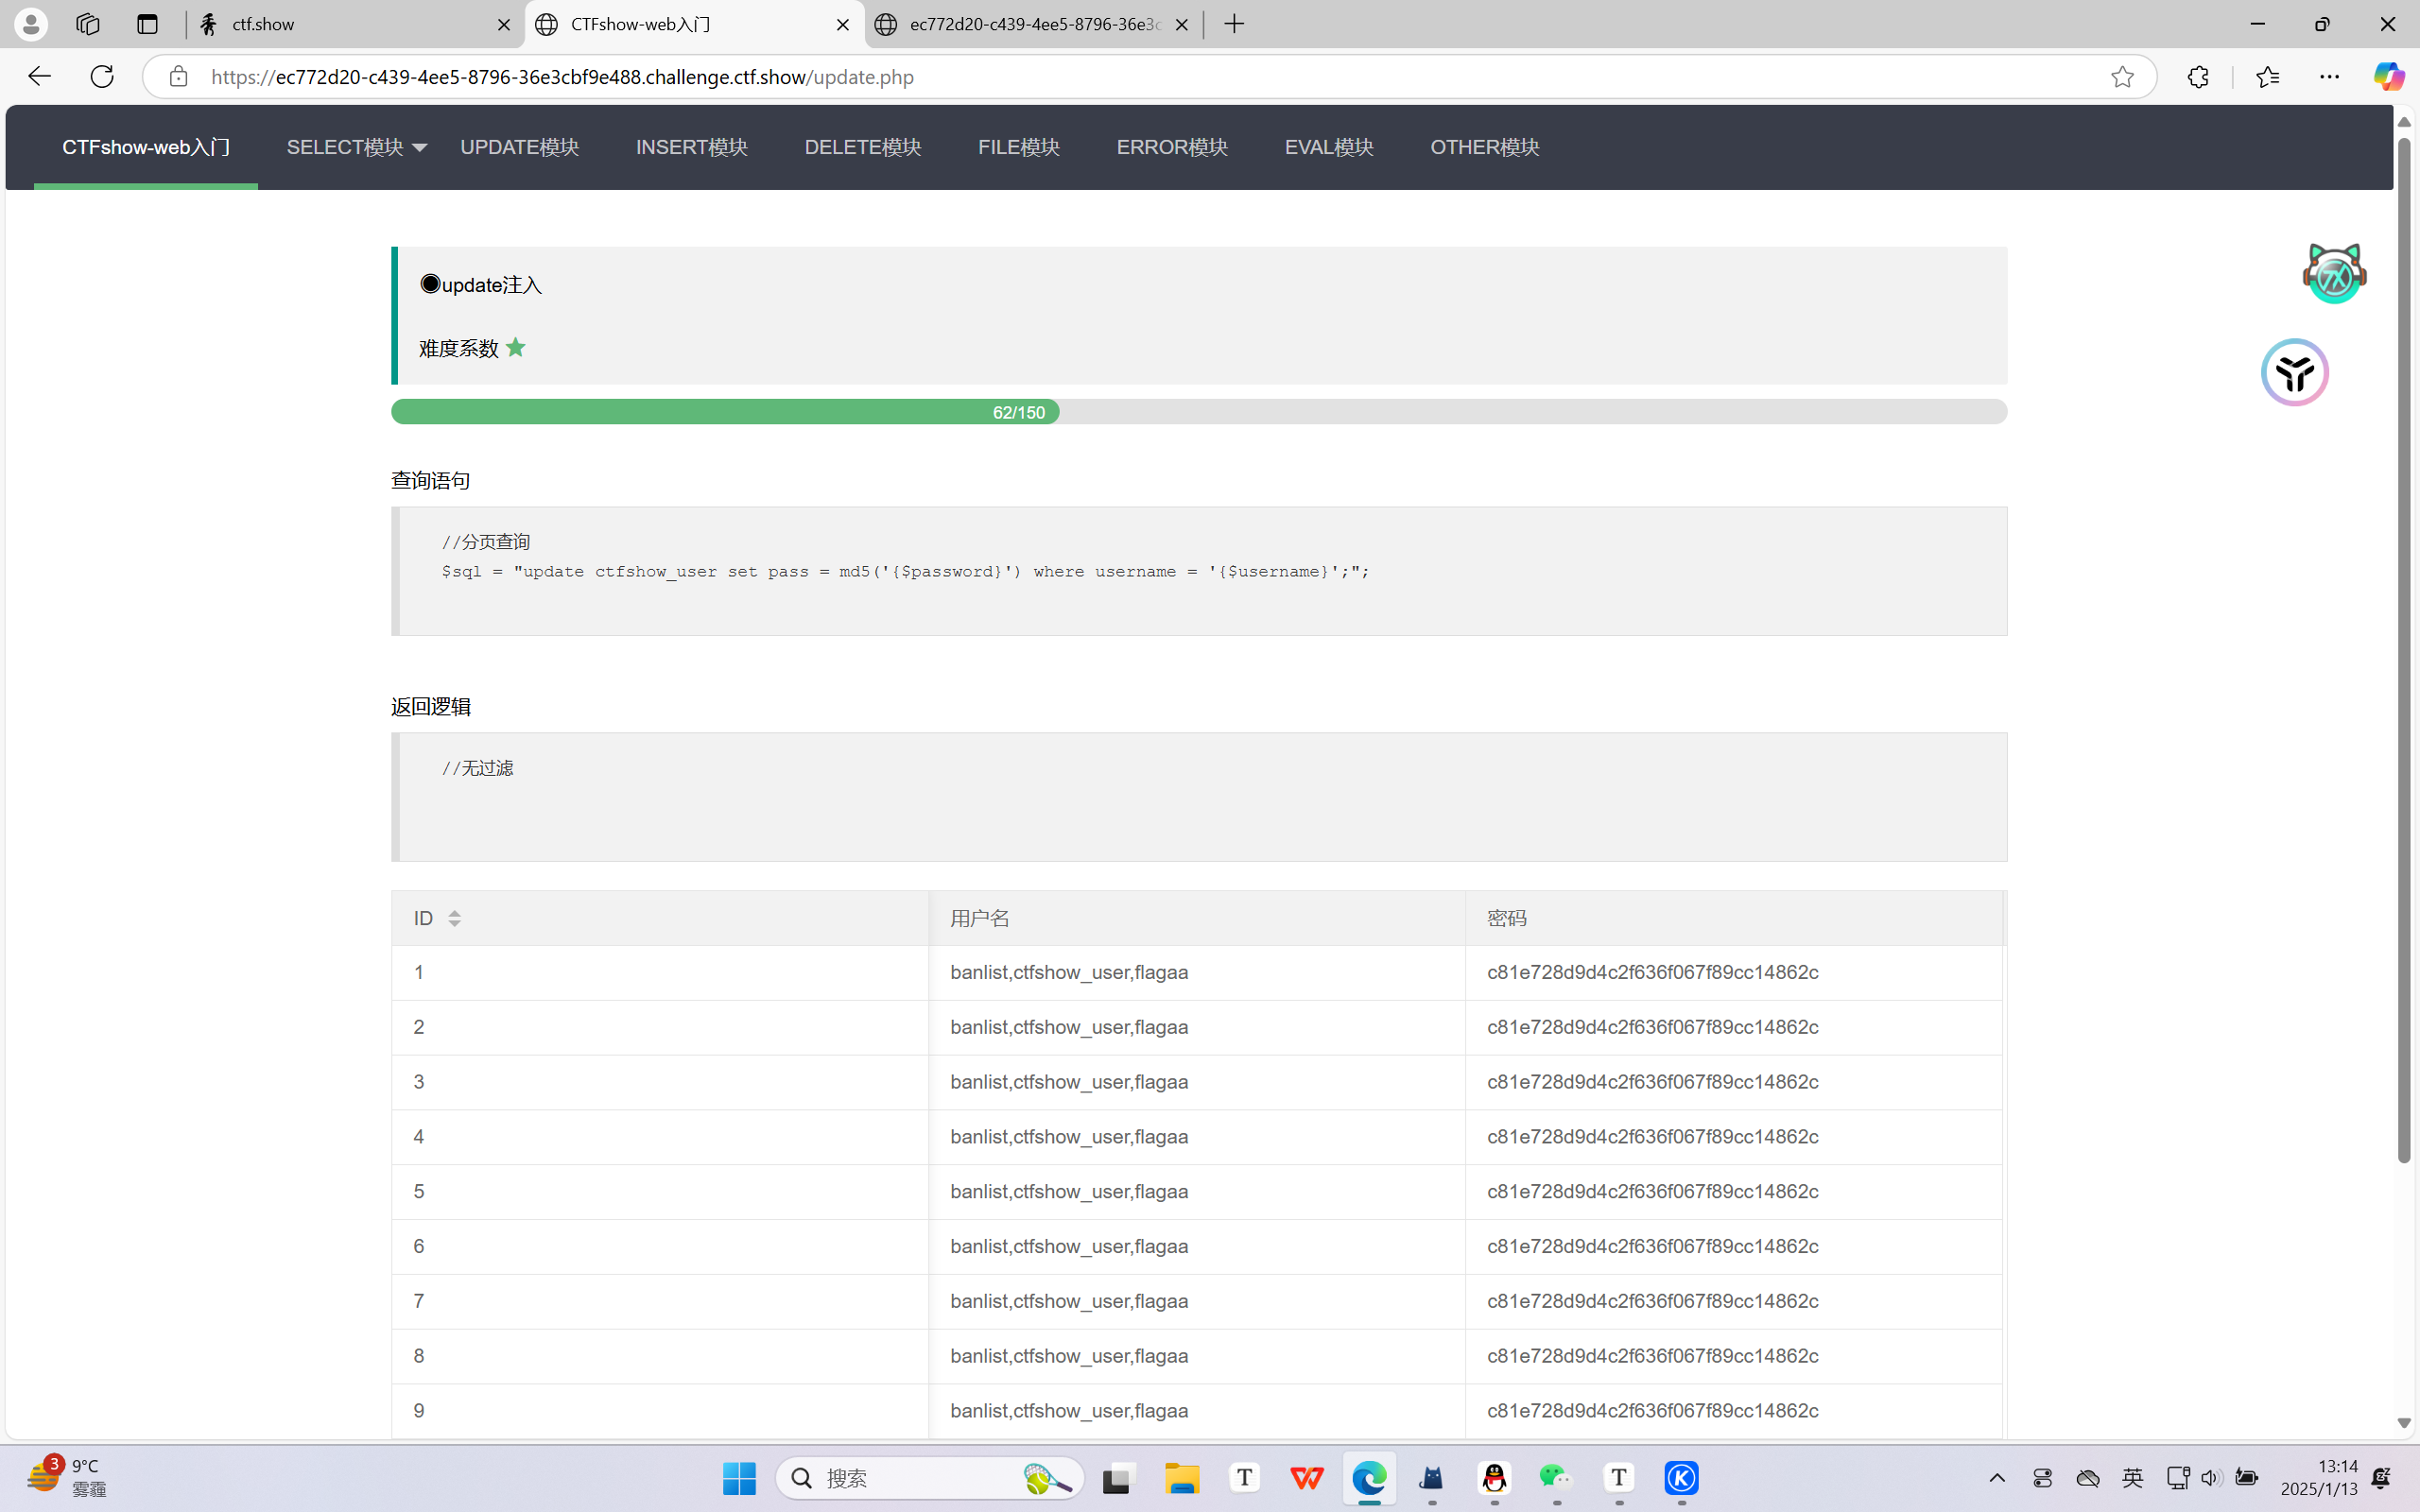 ctf.show
CTFshow-web入门
ec772d20-c439-4ee5-8796-36e3c
https://ec772d20-c439-4ee5-8796-36e3cbf9e488.challenge.ctf.show/update.php
CTFshow-web入门 SELECT模块 UPDATE模块 INSERT模块 DELETE模块 FILE模块 ERROR模块 EVAL模块 OTHER模块
◉update注入
难度系数 ★
62/150
查询语句
//分页查询
$sql = "update ctfshow_user set pass = md5('{$password}') where username = '{$username}';";
返回逻辑
//无过滤
ID 用户名 密码
1 banlist,ctfshow_user,flagaa c81e728d9d4c2f636f067f89cc14862c
2 banlist,ctfshow_user,flagaa c81e728d9d4c2f636f067f89cc14862c
3 banlist,ctfshow_user,flagaa c81e728d9d4c2f636f067f89cc14862c
4 banlist,ctfshow_user,flagaa c81e728d9d4c2f636f067f89cc14862c
5 banlist,ctfshow_user,flagaa c81e728d9d4c2f636f067f89cc14862c
6 banlist,ctfshow_user,flagaa c81e728d9d4c2f636f067f89cc14862c
7 banlist,ctfshow_user,flagaa c81e728d9d4c2f636f067f89cc14862c
8 banlist,ctfshow_user,flagaa c81e728d9d4c2f636f067f89cc14862c
9 banlist,ctfshow_user,flagaa c81e728d9d4c2f636f067f89cc14862c
3
9°C
雾霾
搜索
英
13:14
2025/1/13